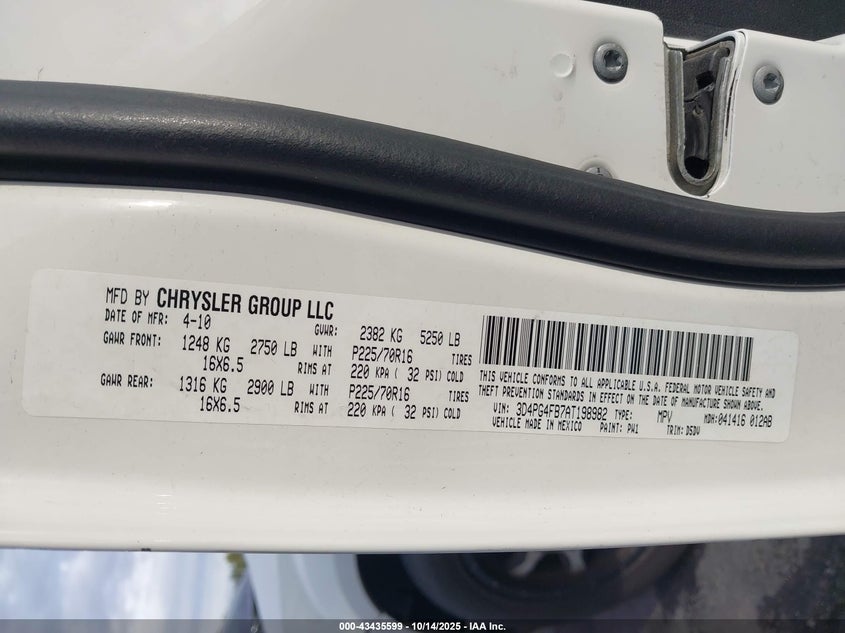 MFD BY CHRYSLER GROUP LLC
DATE OF MFR: 4-10 GVWR: 2382 KG 5250 LB
GAWR FRONT: 1248 KG 2750 LB WITH P225/70R16 TIRES
16X6.5 RIMS AT 220 KPA ( 32 PSI) COLD
GAWR REAR: 1316 KG 2900 LB WITH P225/70R16 TIRES
16X6.5 RIMS AT 220 KPA ( 32 PSI) COLD
THIS VEHICLE CONFORMS TO ALL APPLICABLE U.S.A. FEDERAL MOTOR VEHICLE SAFETY AND
THEFT PREVENTION STANDARDS IN EFFECT ON THE DATE OF MANUFACTURE SHOWN ABOVE.
VIN: 3D4PG4FB7AT198982 TYPE: MPV MDH:041416 012AB
VEHICLE MADE IN MEXICO PAINT: PW1 TRIM: D5DV
000-43435599 - 10/14/2025 - IAA Inc.